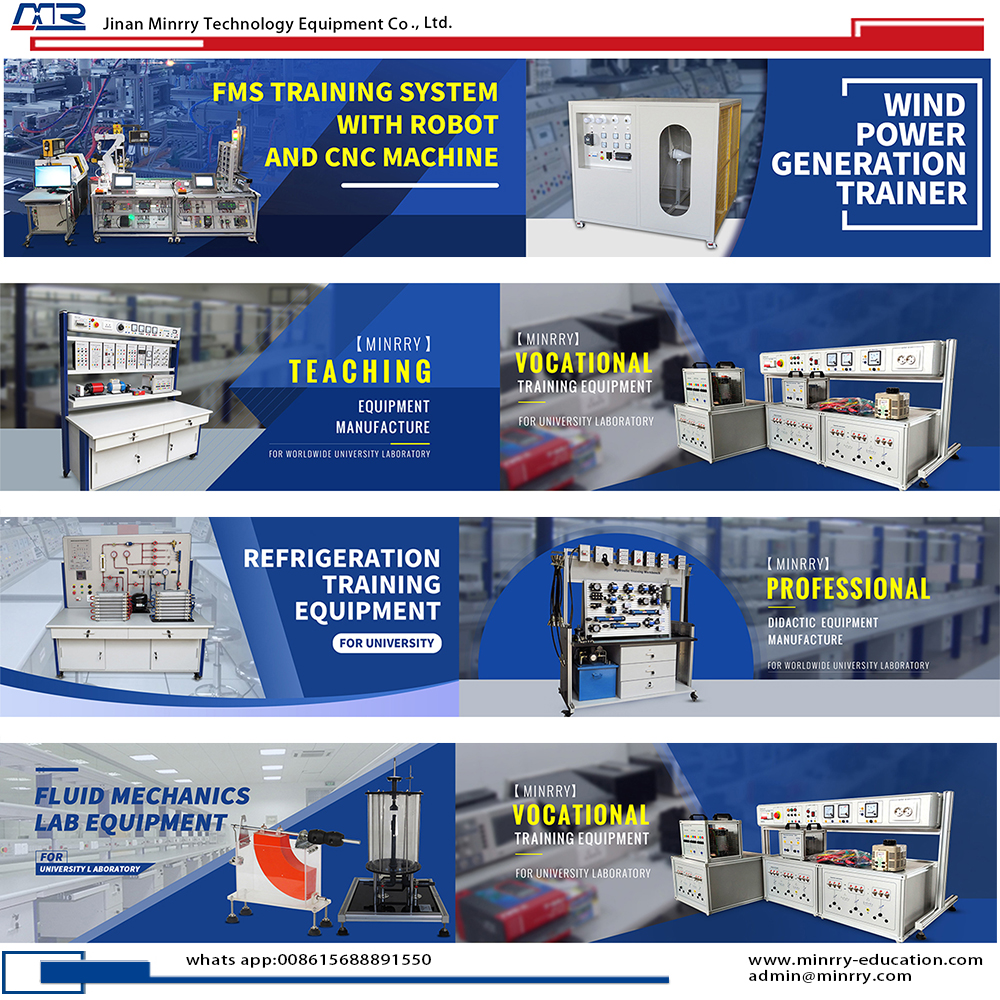 MR
Jinan Minrry Technology Equipment Co., Ltd.
FMS TRAINING SYSTEM
WITH ROBOT
AND CNC MACHINE
WIND
POWER
GENERATION
TRAINER
【MINRRY】
TEACHING
EQUIPMENT
MANUFACTURE
FOR WORLDWIDE UNIVERSITY LABORATORY
【MINRRY】
VOCATIONAL
TRAINING EQUIPMENT
FOR UNIVERSITY LABORATORY
REFRIGERATION
TRAINING
EQUIPMENT
FOR UNIVERSITY
【MINRRY】
PROFESSIONAL
DIDACTIC EQUIPMENT
MANUFACTURE
FOR WORLDWIDE UNIVERSITY LABORATORY
FLUID MECHANICS
LAB EQUIPMENT
FOR
UNIVERSITY LABORATORY
【MINRRY】
VOCATIONAL
TRAINING EQUIPMENT
FOR UNIVERSITY LABORATORY
whats app:008615688891550
www.minrry-education.com
admin@minrry.com